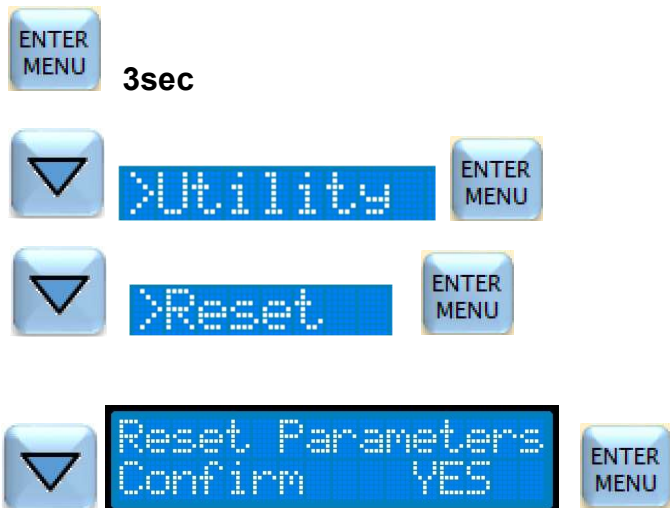 ENTER
MENU
3sec
>Utility
ENTER
MENU
>Reset
ENTER
MENU
Reset Parameters
Confirm YES
ENTER
MENU